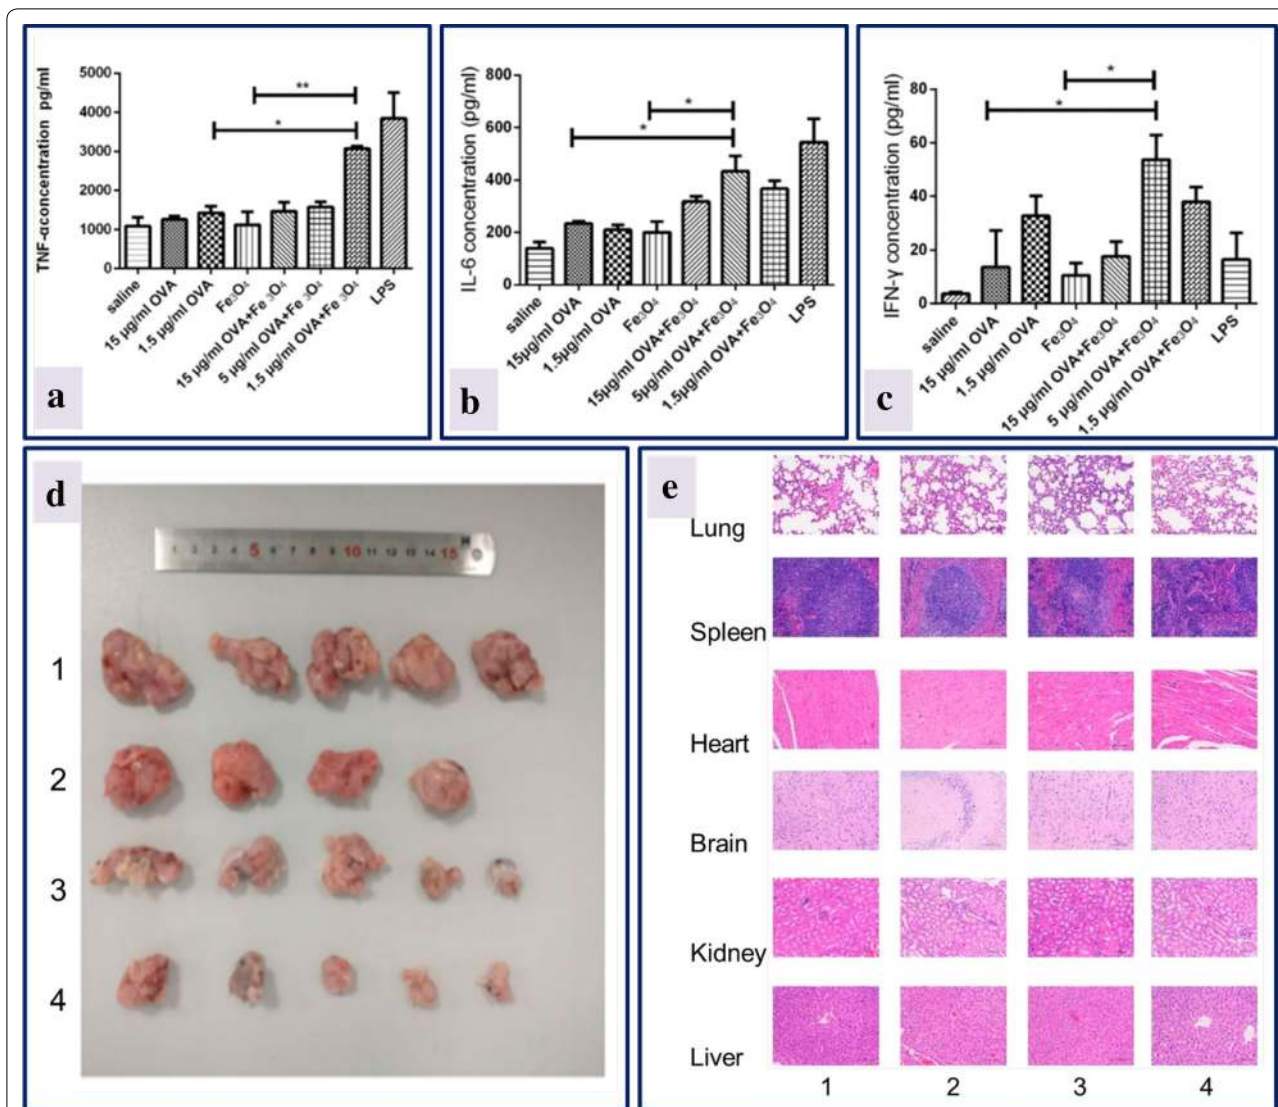 TNF-αconcentration pg/ml
5000
4000
3000
2000
1000
0
**
*
saline
15 μg/ml OVA
1.5 μg/ml OVA
Fe₃O₄
15 μg/ml OVA+Fe₃O₄
5 μg/ml OVA+Fe₃O₄
1.5 μg/ml OVA+Fe₃O₄
LPS
a
IL-6 concentration (pg/ml)
800
600
400
200
0
*
*
saline
15μg/ml OVA
1.5μg/ml OVA
Fe₃O₄
15μg/ml OVA+Fe₃O₄
5μg/ml OVA+Fe₃O₄
1.5μg/ml OVA+Fe₃O₄
LPS
b
IFN-γ concentration (pg/ml)
80
60
40
20
0
*
*
saline
15 μg/ml OVA
1.5 μg/ml OVA
Fe₃O₄
15 μg/ml OVA+Fe₃O₄
5 μg/ml OVA+Fe₃O₄
1.5 μg/ml OVA+Fe₃O₄
LPS
c
d
1 2 3 4 5 6 7 8 9 10 11 12 13 14 15
1
2
3
4
e
Lung
Spleen
Heart
Brain
Kidney
Liver
1 2 3 4